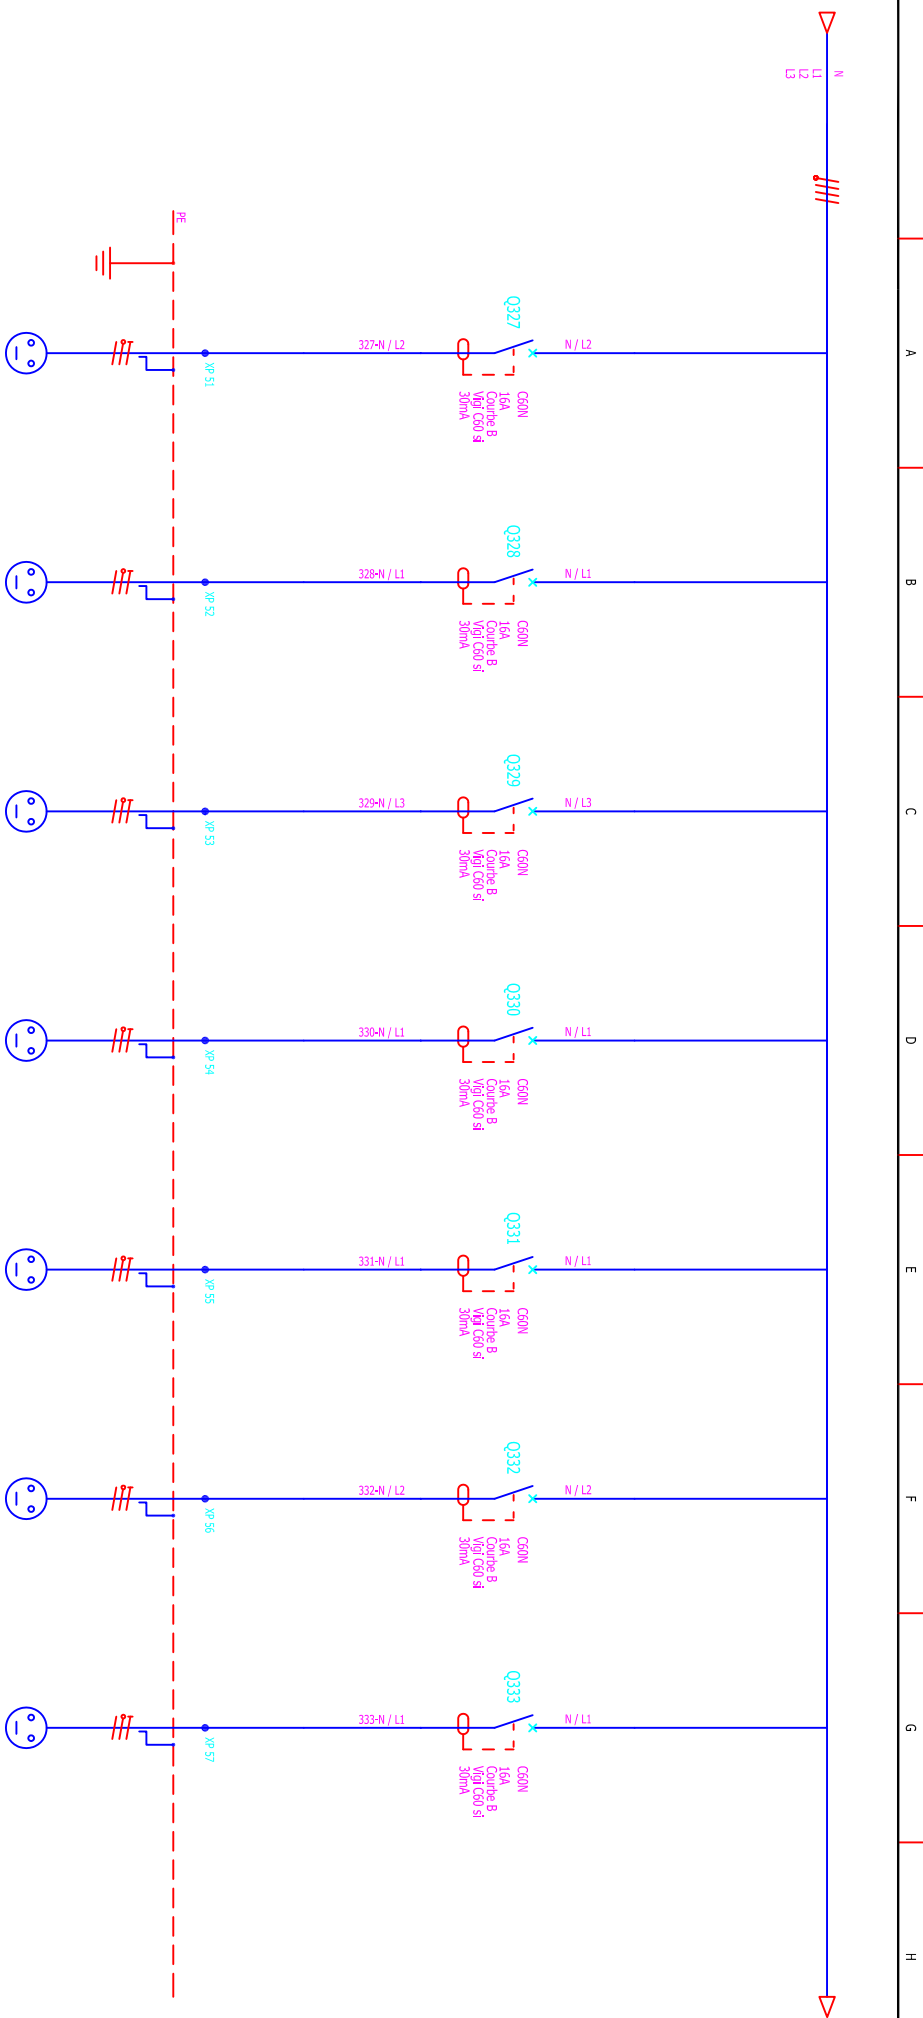 A
B
C
D
E
F
G
H
N
L1
L2
L3
N / L2
Q327
C60N
16A
Courbe B
Vigi C60 si
30mA
327-N / L2
XP 51
N / L1
Q328
C60N
16A
Courbe B
Vigi C60 si
30mA
328-N / L1
XP 52
N / L3
Q329
C60N
16A
Courbe B
Vigi C60 si
30mA
329-N / L3
XP 53
N / L1
Q330
C60N
16A
Courbe B
Vigi C60 si
30mA
330-N / L1
XP 54
N / L1
Q331
C60N
16A
Courbe B
Vigi C60 si
30mA
331-N / L1
XP 55
N / L2
Q332
C60N
16A
Courbe B
Vigi C60 si
30mA
332-N / L2
XP 56
N / L1
Q333
C60N
16A
Courbe B
Vigi C60 si
30mA
333-N / L1
XP 57
PE